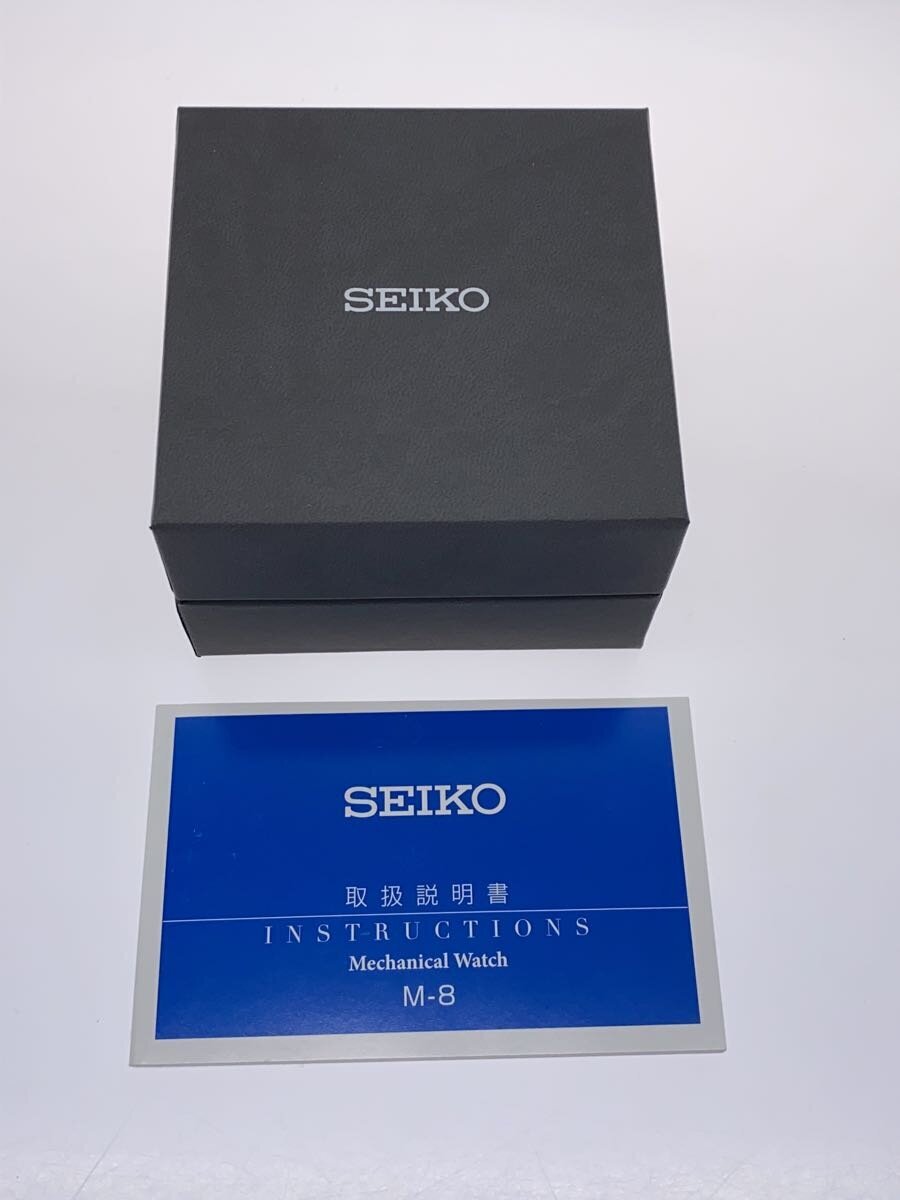 SEIKO
SEIKO
取扱説明書
INSTRUCTIONS
Mechanical Watch
M-8